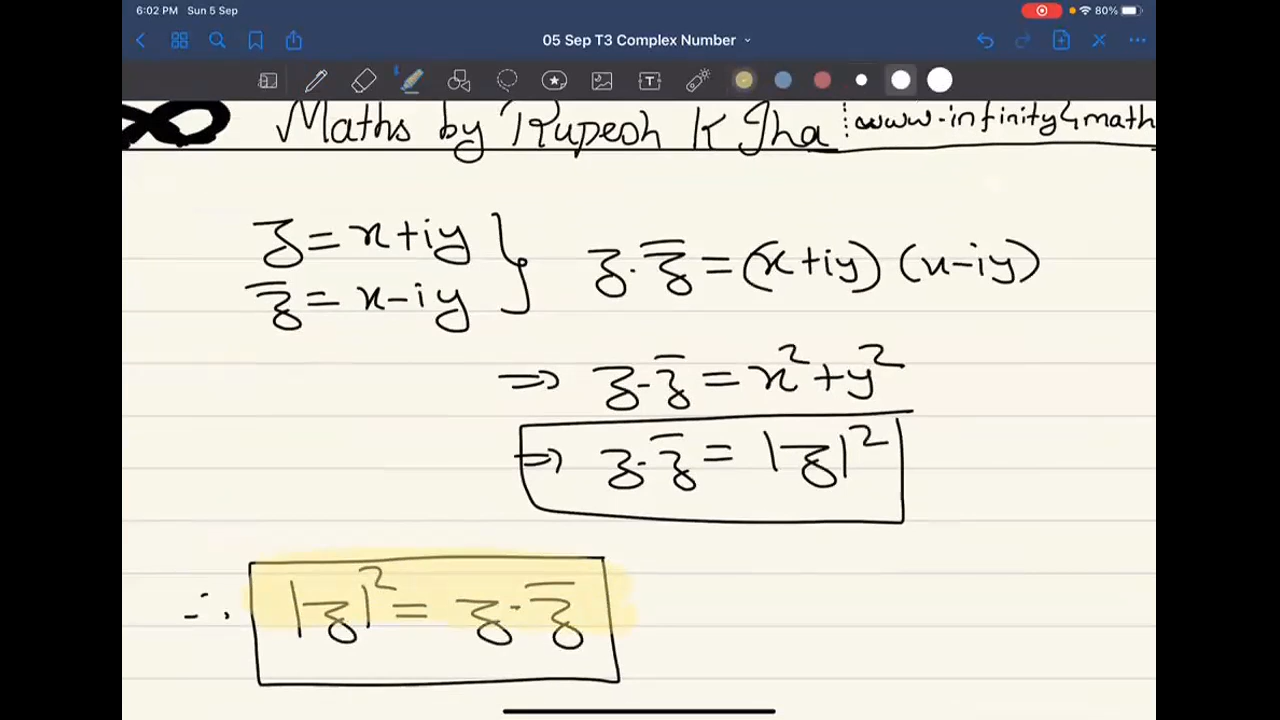 6:02 PM Sun 5 Sep
80%
05 Sep T3 Complex Number
Maths by Rupesh K Jha
www.infinity4math
z = x+iy
z̄ = x-iy
z·z̄ = (x+iy) (x-iy)
⇒ z·z̄ = x²+y²
⇒ z·z̄ = |z|²
∴ |z|² = z·z̄